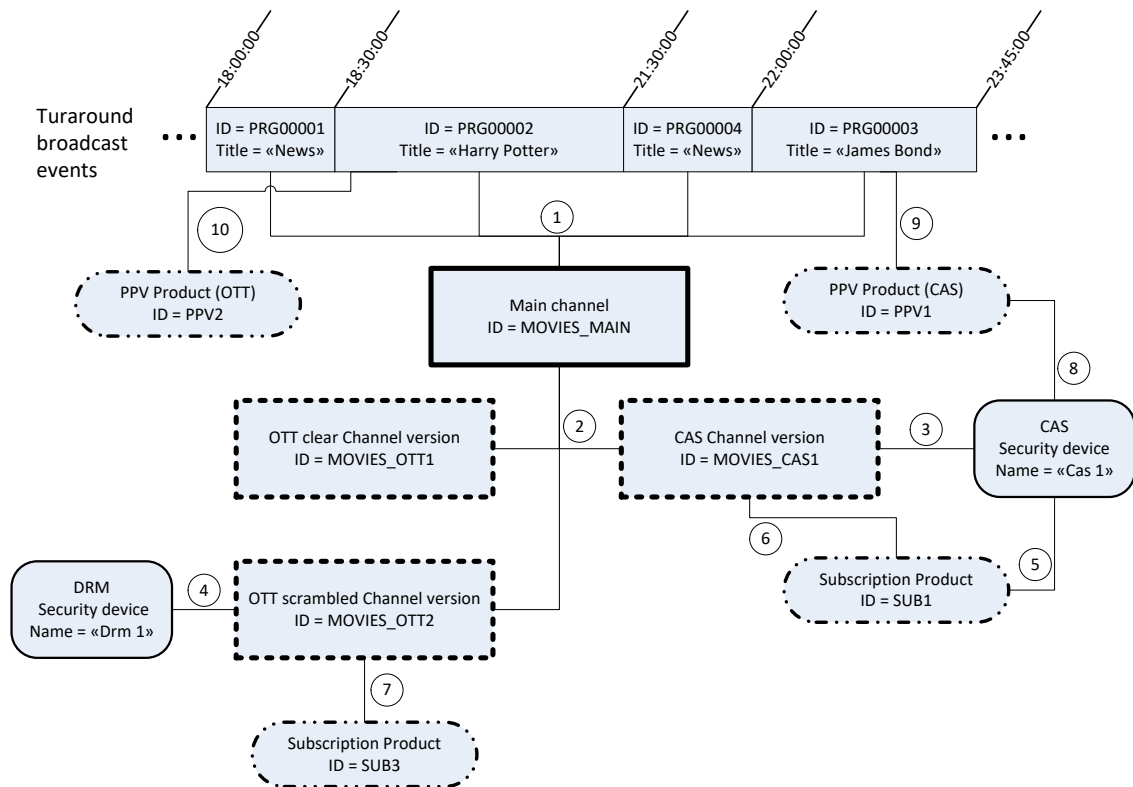 18:00:00
18:30:00
21:30:00
22:00:00
23:45:00
Turaround
broadcast
events
ID = PRG00001
Title = «News»
ID = PRG00002
Title = «Harry Potter»
ID = PRG00004
Title = «News»
ID = PRG00003
Title = «James Bond»
10
1
9
PPV Product (OTT)
ID = PPV2
Main channel
ID = MOVIES_MAIN
PPV Product (CAS)
ID = PPV1
8
OTT clear Channel version
ID = MOVIES_OTT1
2
CAS Channel version
ID = MOVIES_CAS1
3
CAS
Security device
Name = «Cas 1»
6
5
Subscription Product
ID = SUB1
DRM
Security device
Name = «Drm 1»
4
OTT scrambled Channel version
ID = MOVIES_OTT2
7
Subscription Product
ID = SUB3